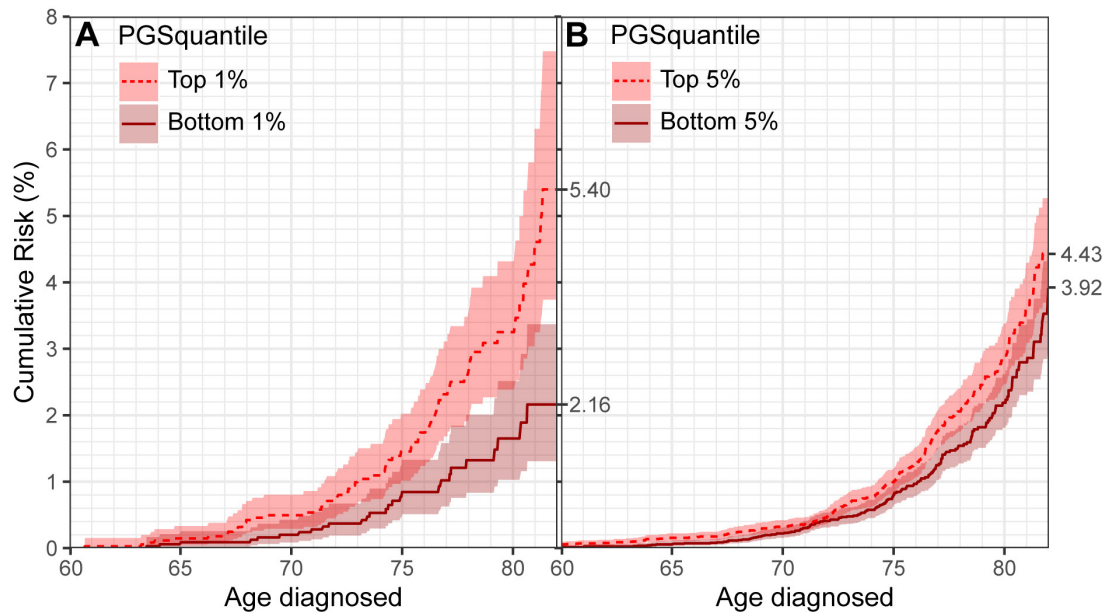 A PGSquantile
Top 1%
Bottom 1%
B PGSquantile
Top 5%
Bottom 5%
Cumulative Risk (%)
8
7
6
5
4
3
2
1
0
5.40
2.16
4.43
3.92
60 65 70 75 80
60 65 70 75 80
Age diagnosed
Age diagnosed